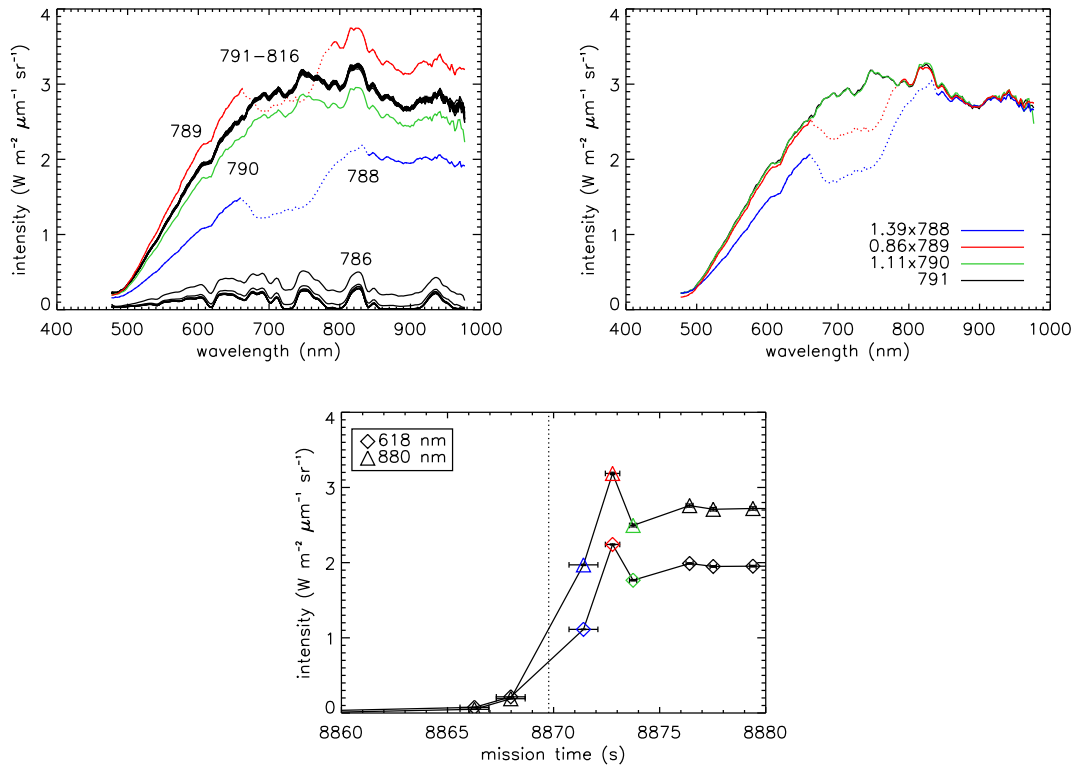 4
3
2
1
0
400 500 600 700 800 900 1000
wavelength (nm)
intensity (W m⁻² μm⁻¹ sr⁻¹)
791−816
789
790
788
786
4
3
2
1
0
400 500 600 700 800 900 1000
wavelength (nm)
intensity (W m⁻² μm⁻¹ sr⁻¹)
1.39x788
0.86x789
1.11x790
791
4
3
2
1
0
8860 8865 8870 8875 8880
mission time (s)
intensity (W m⁻² μm⁻¹ sr⁻¹)
618 nm
880 nm